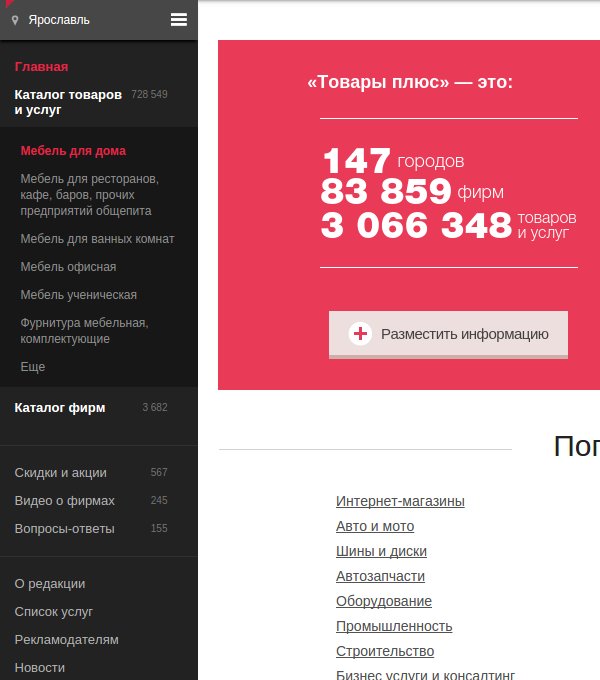 Ярославль
Главная
Каталог товаров 728 549
и услуг
Мебель для дома
Мебель для ресторанов,
кафе, баров, прочих
предприятий общепита
Мебель для ванных комнат
Мебель офисная
Мебель ученическая
Фурнитура мебельная,
комплектующие
Еще
Каталог фирм 3 682
Скидки и акции 567
Видео о фирмах 245
Вопросы-ответы 155
О редакции
Список услуг
Рекламодателям
Новости
«Товары плюс» — это:
147 городов
83 859 фирм
3 066 348 товаров
и услуг
Разместить информацию
Поп
Интернет-магазины
Авто и мото
Шины и диски
Автозапчасти
Оборудование
Промышленность
Строительство
Бизнес услуги и консалтинг